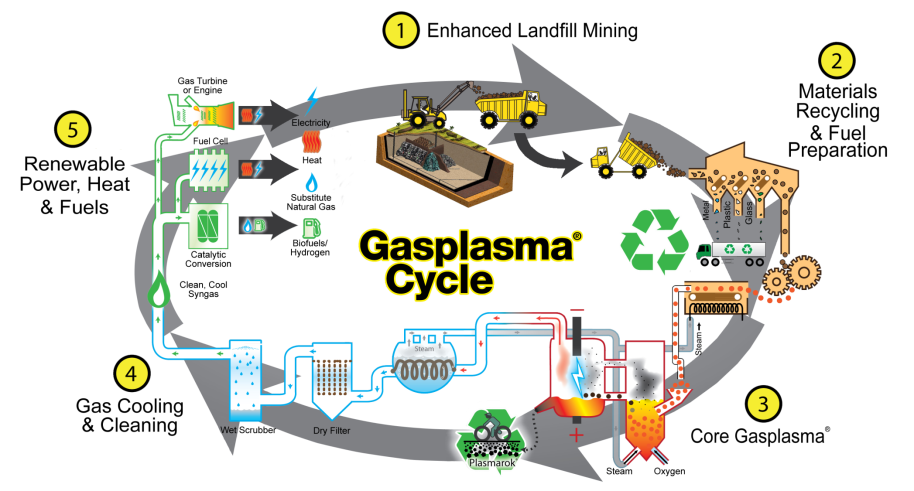 1 Enhanced Landfill Mining
2
Materials
Recycling
& Fuel
Preparation
Metal
Plastic
Glass
Steam
3
Core Gasplasma®
Steam
Oxygen
Plasmarok
Steam
Dry Filter
Wet Scrubber
4
Gas Cooling
& Cleaning
Clean, Cool
Syngas
5
Renewable
Power, Heat
& Fuels
Gas Turbine
or Engine
Fuel Cell
Catalytic
Conversion
Electricity
Heat
Substitute
Natural Gas
Biofuels/
Hydrogen
Gasplasma®
Cycle